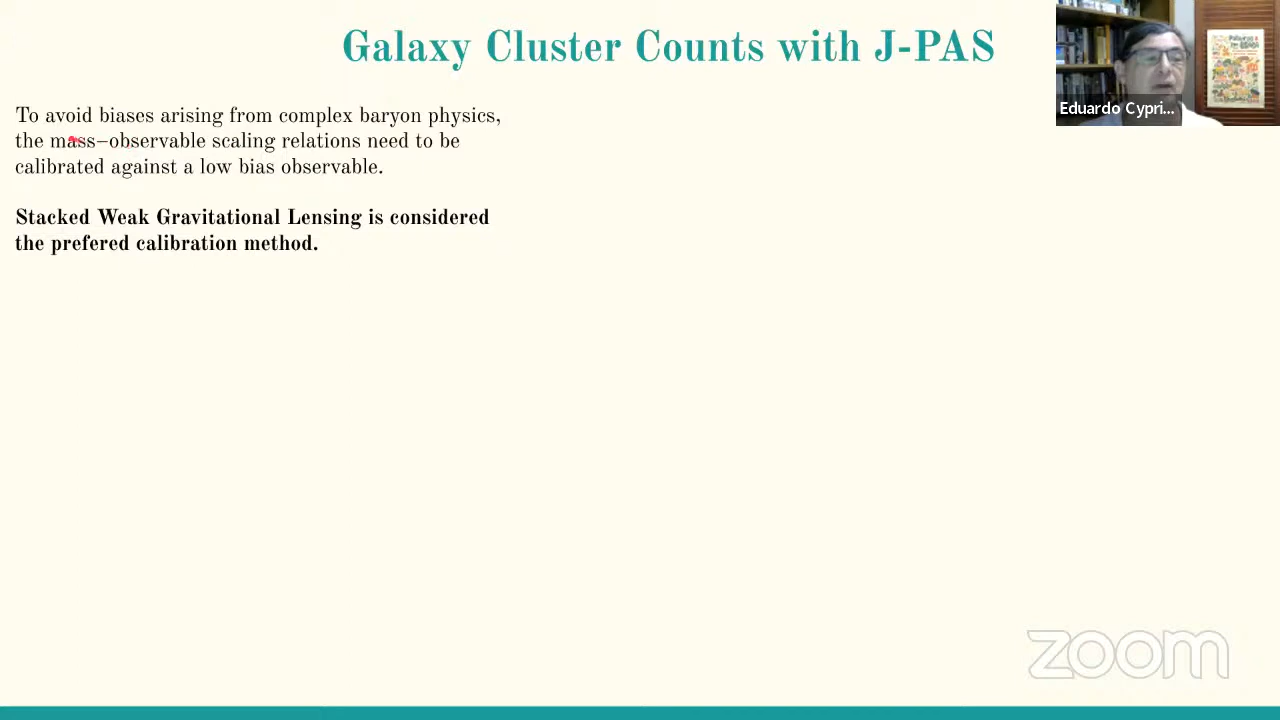 Galaxy Cluster Counts with J-PAS
Eduardo Cypri...
To avoid biases arising from complex baryon physics,
the mass–observable scaling relations need to be
calibrated against a low bias observable.
Stacked Weak Gravitational Lensing is considered
the prefered calibration method.
zoom